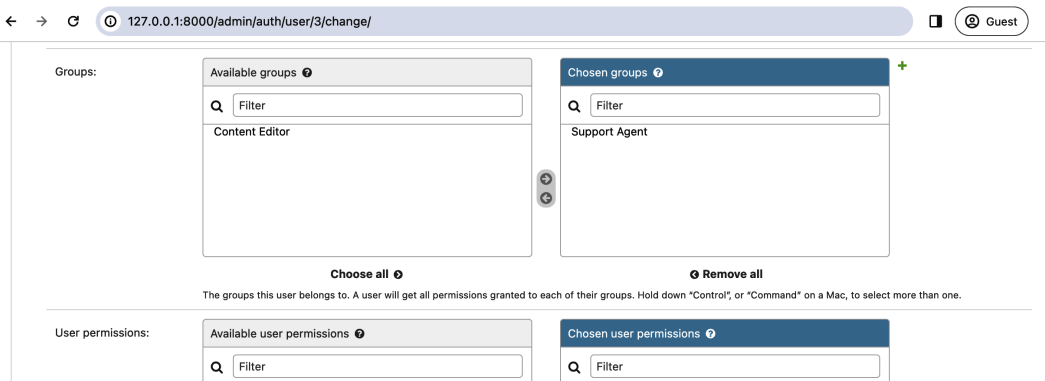 127.0.0.1:8000/admin/auth/user/3/change/
Guest
Groups:
Available groups
Chosen groups
Filter
Filter
Content Editor
Support Agent
Choose all
Remove all
The groups this user belongs to. A user will get all permissions granted to each of their groups. Hold down “Control”, or “Command” on a Mac, to select more than one.
User permissions:
Available user permissions
Chosen user permissions
Filter
Filter